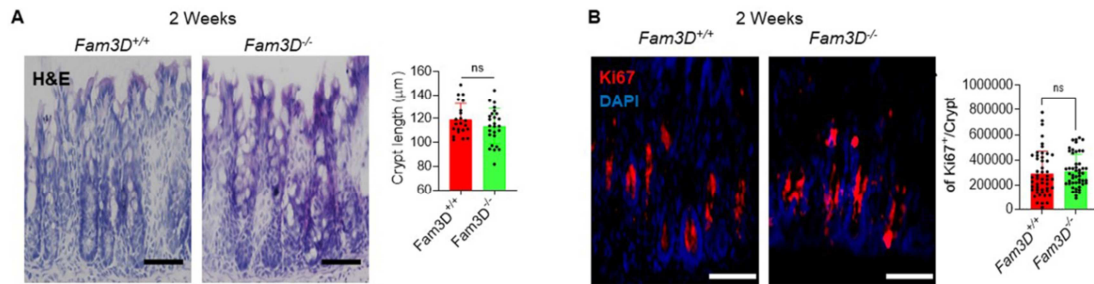 A
2 Weeks
Fam3D+/+
Fam3D-/-
H&E
Crypt length (µm)
160
140
120
100
80
60
ns
Fam3D+/+
Fam3D-/-
B
2 Weeks
Fam3D+/+
Fam3D-/-
Ki67
DAPI
of Ki67+/Crypt
1000000
800000
600000
400000
200000
0
ns
Fam3D+/+
Fam3D-/-